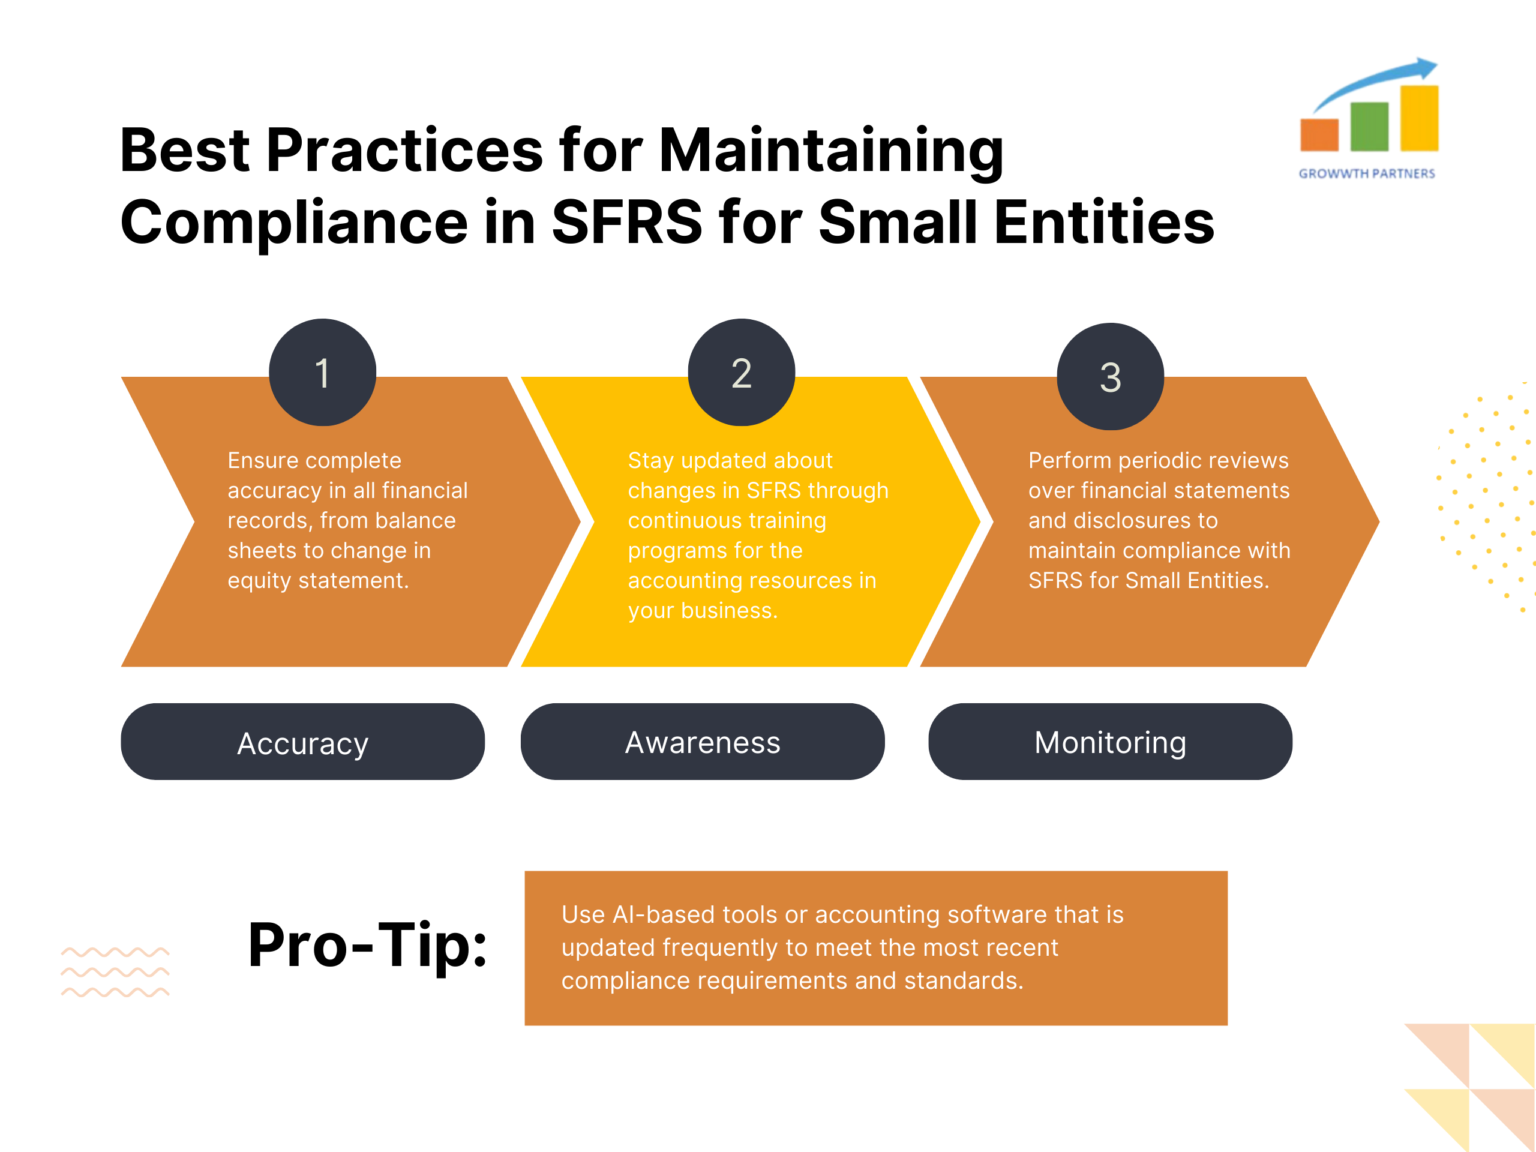 Best Practices for Maintaining
Compliance in SFRS for Small Entities
GROWWTH PARTNERS
1
Ensure complete
accuracy in all financial
records, from balance
sheets to change in
equity statement.
Accuracy
2
Stay updated about
changes in SFRS through
continuous training
programs for the
accounting resources in
your business.
Awareness
3
Perform periodic reviews
over financial statements
and disclosures to
maintain compliance with
SFRS for Small Entities.
Monitoring
Pro-Tip:
Use AI-based tools or accounting software that is
updated frequently to meet the most recent
compliance requirements and standards.